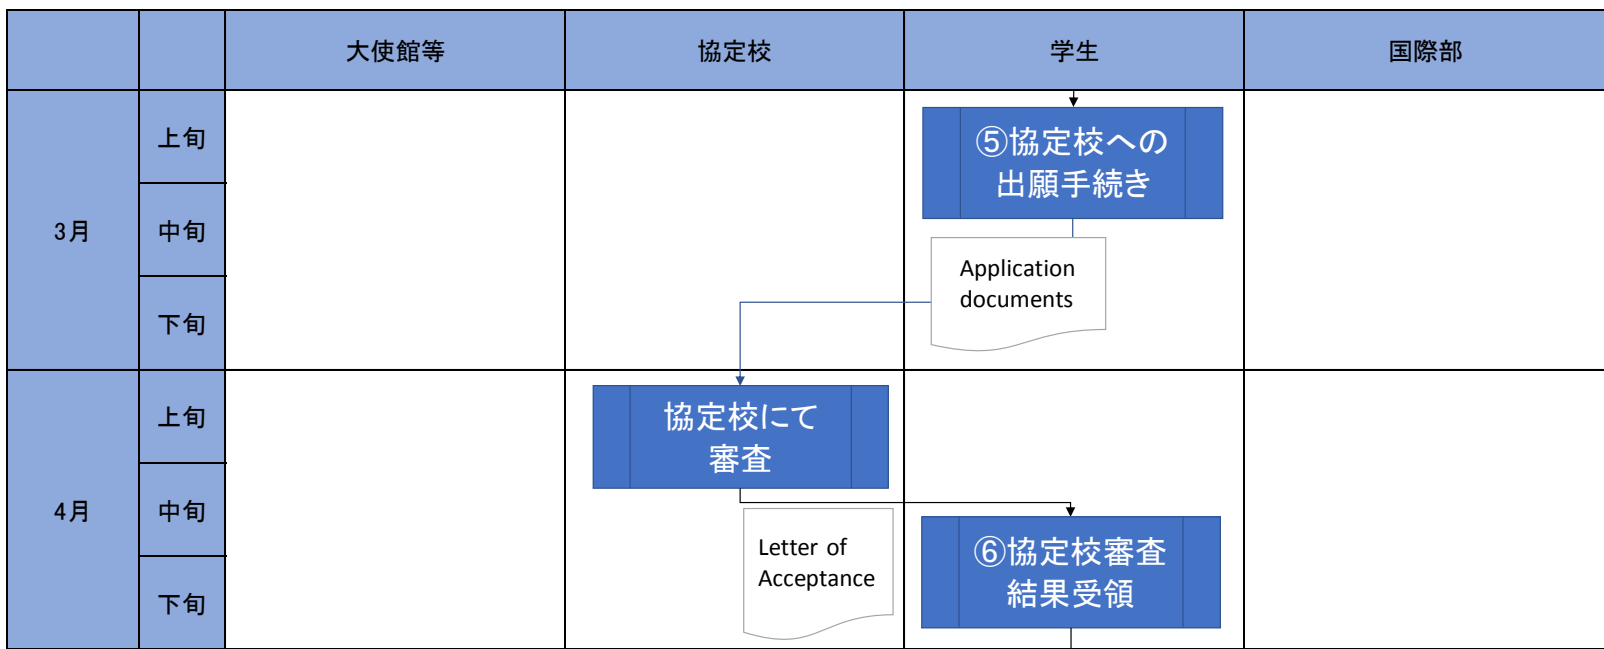 大使館等
協定校
学生
国際部
3月
上旬
⑤協定校への
出願手続き
中旬
Application
documents
下旬
4月
上旬
協定校にて
審査
中旬
Letter of
Acceptance
⑥協定校審査
結果受領
下旬